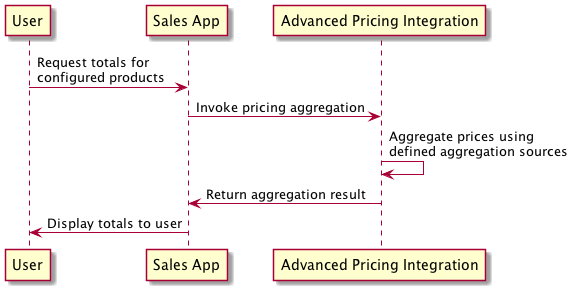 User
Sales App
Advanced Pricing Integration
Request totals for
configured products
Invoke pricing aggregation
Aggregate prices using
defined aggregation sources
Return aggregation result
Display totals to user
User
Sales App
Advanced Pricing Integration